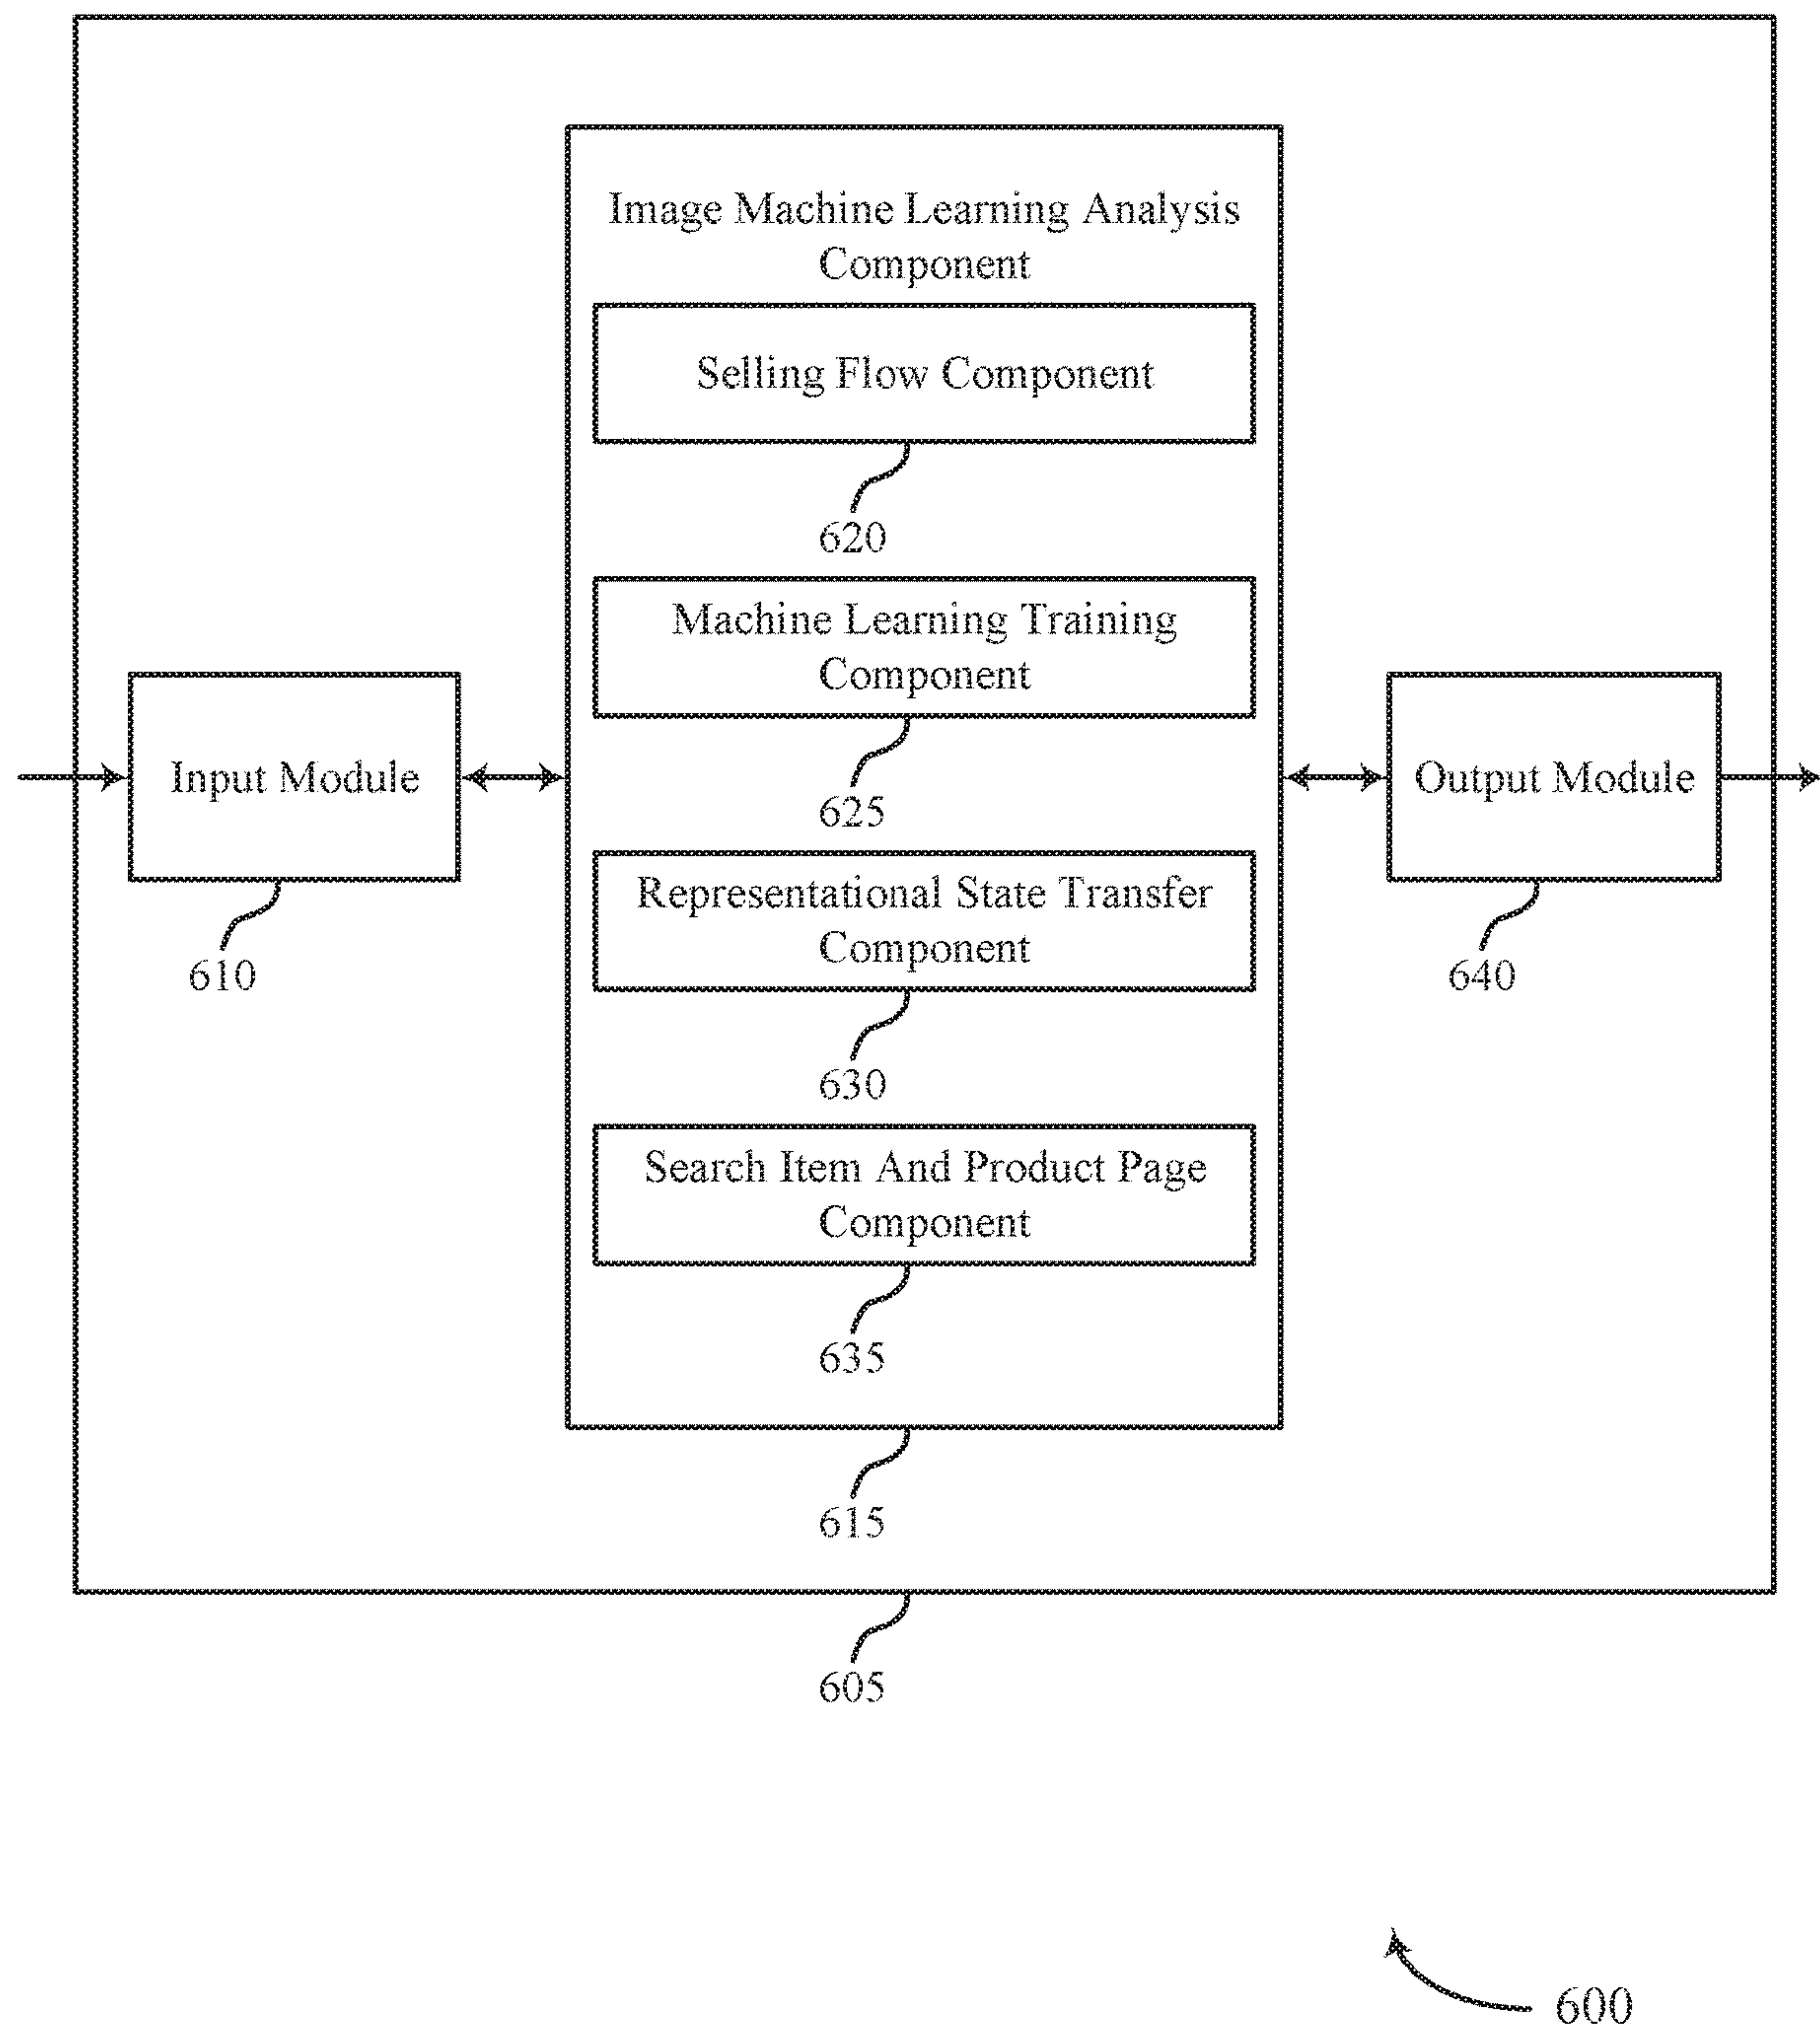 Image Machine Learning Analysis
Component
Selling Flow Component
620
Machine Learning Training
Component
625
Input Module
610
Representational State Transfer
Component
630
Output Module
640
Search Item And Product Page
Component
635
615
605
600